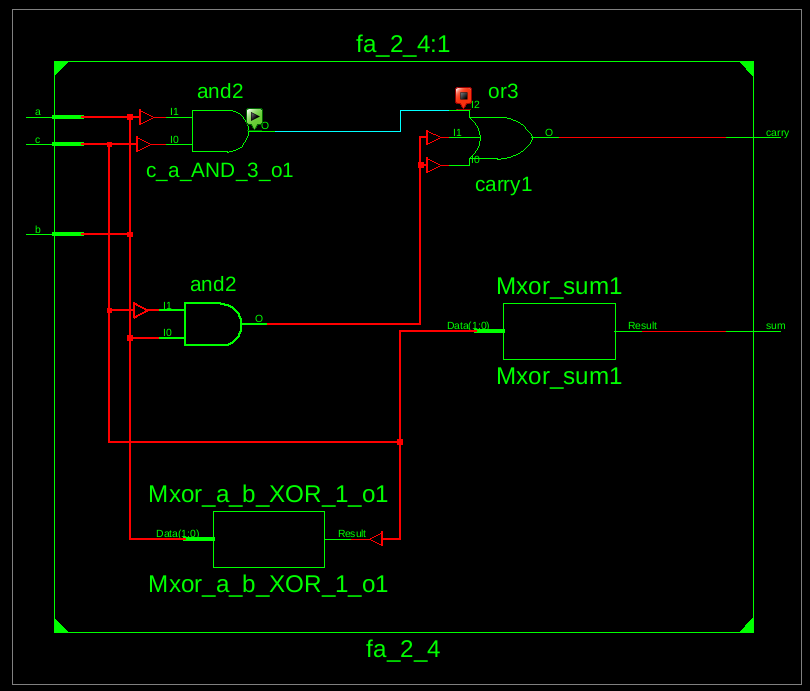 fa_2_4:1
and2
or3
a
I1
O
I2
I1
O
carry
c
I0
I0
c_a_AND_3_o1
carry1
b
and2
Mxor_sum1
I1
O
I0
Data(1:0)
Result
sum
Mxor_sum1
Mxor_a_b_XOR_1_o1
Data(1:0)
Result
Mxor_a_b_XOR_1_o1
fa_2_4